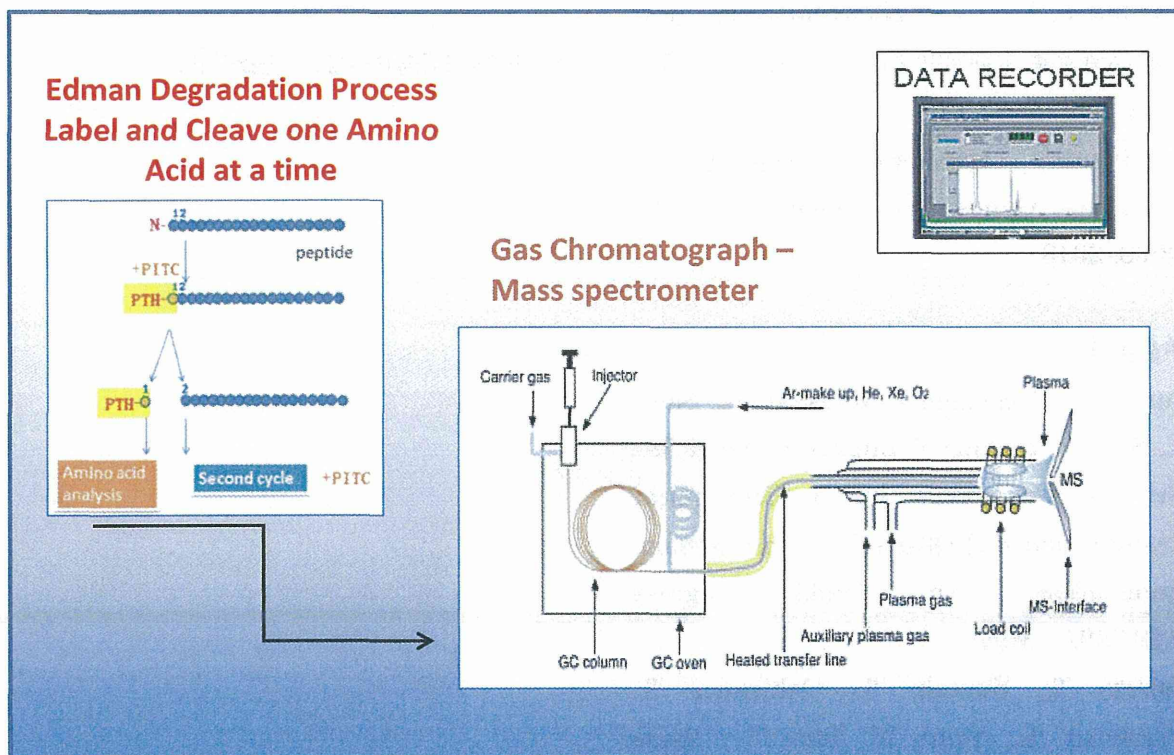 Edman Degradation Process
Label and Cleave one Amino
Acid at a time
DATA RECORDER
12
N-
peptide
+PITC
12
PTH-
1
2
PTH-
Amino acid
analysis
Second cycle
+PITC
Gas Chromatograph –
Mass spectrometer
Carrier gas
Injector
Ar-make up, He, Xe, O2
Plasma
MS
Plasma gas
MS-Interface
Auxiliary plasma gas
Load coil
GC column
GC oven
Heated transfer line